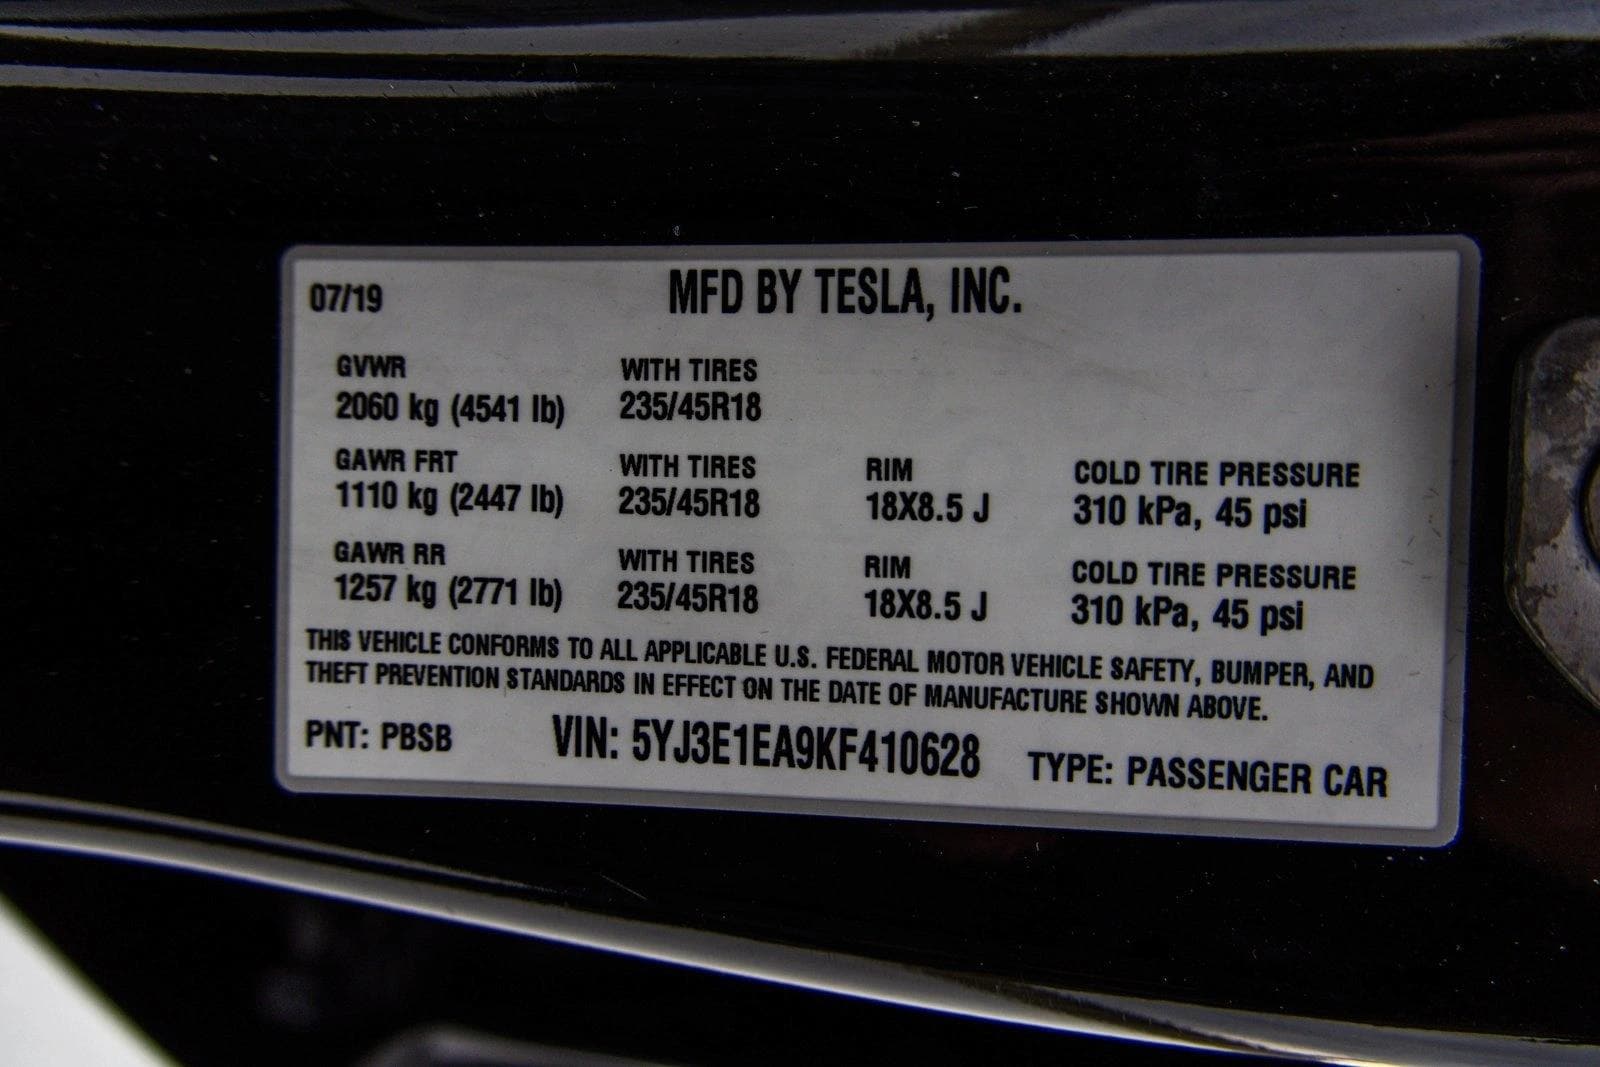 07/19 MFD BY TESLA, INC.
GVWR WITH TIRES
2060 kg (4541 lb) 235/45R18
GAWR FRT WITH TIRES RIM COLD TIRE PRESSURE
1110 kg (2447 lb) 235/45R18 18X8.5 J 310 kPa, 45 psi
GAWR RR WITH TIRES RIM COLD TIRE PRESSURE
1257 kg (2771 lb) 235/45R18 18X8.5 J 310 kPa, 45 psi
THIS VEHICLE CONFORMS TO ALL APPLICABLE U.S. FEDERAL MOTOR VEHICLE SAFETY, BUMPER, AND
THEFT PREVENTION STANDARDS IN EFFECT ON THE DATE OF MANUFACTURE SHOWN ABOVE.
PNT: PBSB VIN: 5YJ3E1EA9KF410628 TYPE: PASSENGER CAR